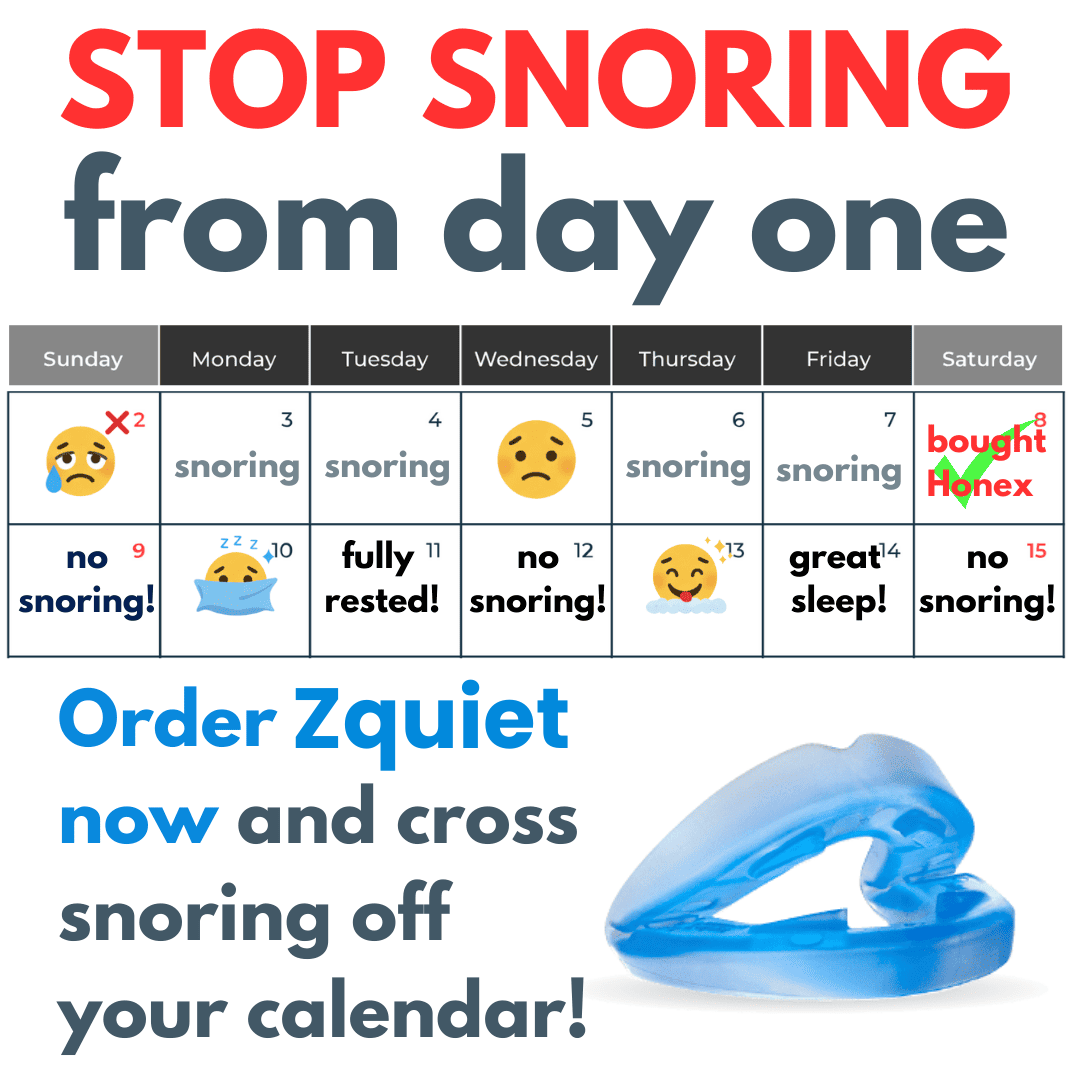 STOP SNORING
from day one
Sunday Monday Tuesday Wednesday Thursday Friday Saturday
2 3 4 5 6 7 8
snoring snoring snoring snoring bought
Honex
9 10 11 12 13 14 15
no fully no great no
snoring! rested! snoring! sleep! snoring!
z z z
Order Zquiet
now and cross
snoring off
your calendar!